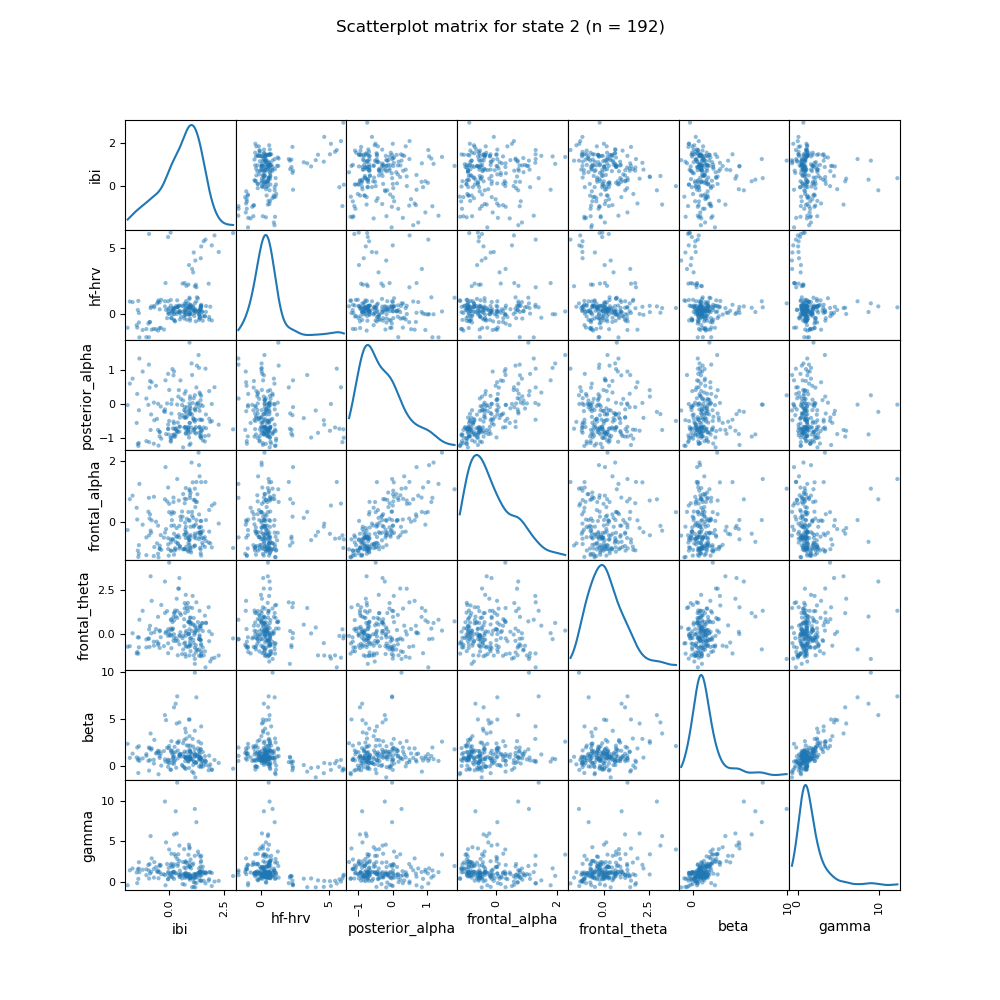 Scatterplot matrix for state 2 (n = 192)
ibi
2
0
hf-hrv
5
0
posterior_alpha
1
0
−1
frontal_alpha
2
0
frontal_theta
2.5
0.0
beta
10
5
0
gamma
10
5
0
0.0 2.5 0 5 −1 0 1 0 2 0.0 2.5 0 10 0 10
ibi hf-hrv posterior_alpha frontal_alpha frontal_theta beta gamma